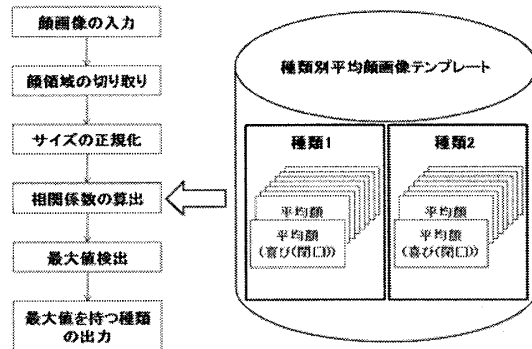 顔画像の入力
顔領域の切り取り
サイズの正規化
相関係数の算出
最大値検出
最大値を持つ種類
の出力
種類別平均顔画像テンプレート
種類1
平均顔
平均顔
(喜び(閉口))
種類2
平均顔
平均顔
(喜び(閉口))